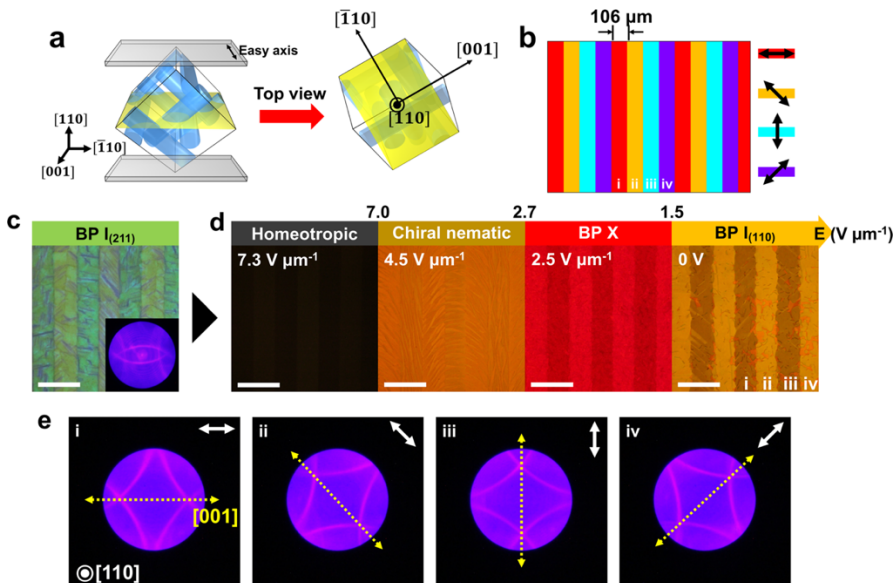 a
Easy axis
[110]
[1̅10]
[001]
Top view
[1̅10]
[001]
[110]
b
106 μm
i ii iii iv
c
BP I(211)
d
7.0 2.7 1.5
Homeotropic Chiral nematic BP X BP I(110) E (V μm⁻¹)
7.3 V μm⁻¹ 4.5 V μm⁻¹ 2.5 V μm⁻¹ 0 V
i ii iii iv
e
i ii iii iv
[001]
[110]